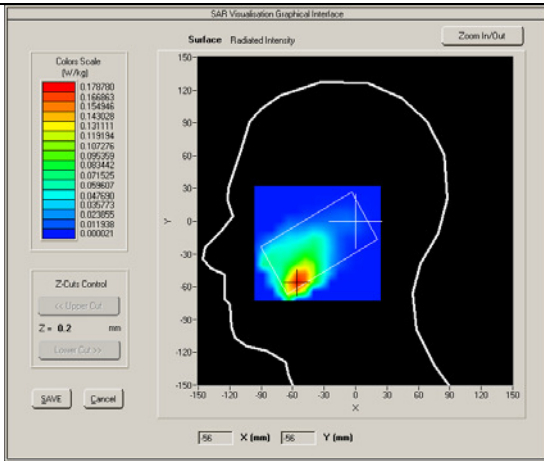 SAR Visualisation Graphical Interface
Surface Radiated Intensity
Zoom In/Out
Colors Scale
(W/kg)
0.178780
0.166863
0.154946
0.143028
0.131111
0.119194
0.107276
0.095359
0.083442
0.071525
0.059607
0.047690
0.035773
0.023855
0.011938
0.000021
150
120
90
60
30
0
-30
-60
-90
-120
-150
Y
-150 -120 -90 -60 -30 0 30 60 90 120 150
X
Z-Cuts Control
<< Upper Cut
Z = 0.2 mm
Lower Cut >>
SAVE Cancel
-56 X (mm) -56 Y (mm)